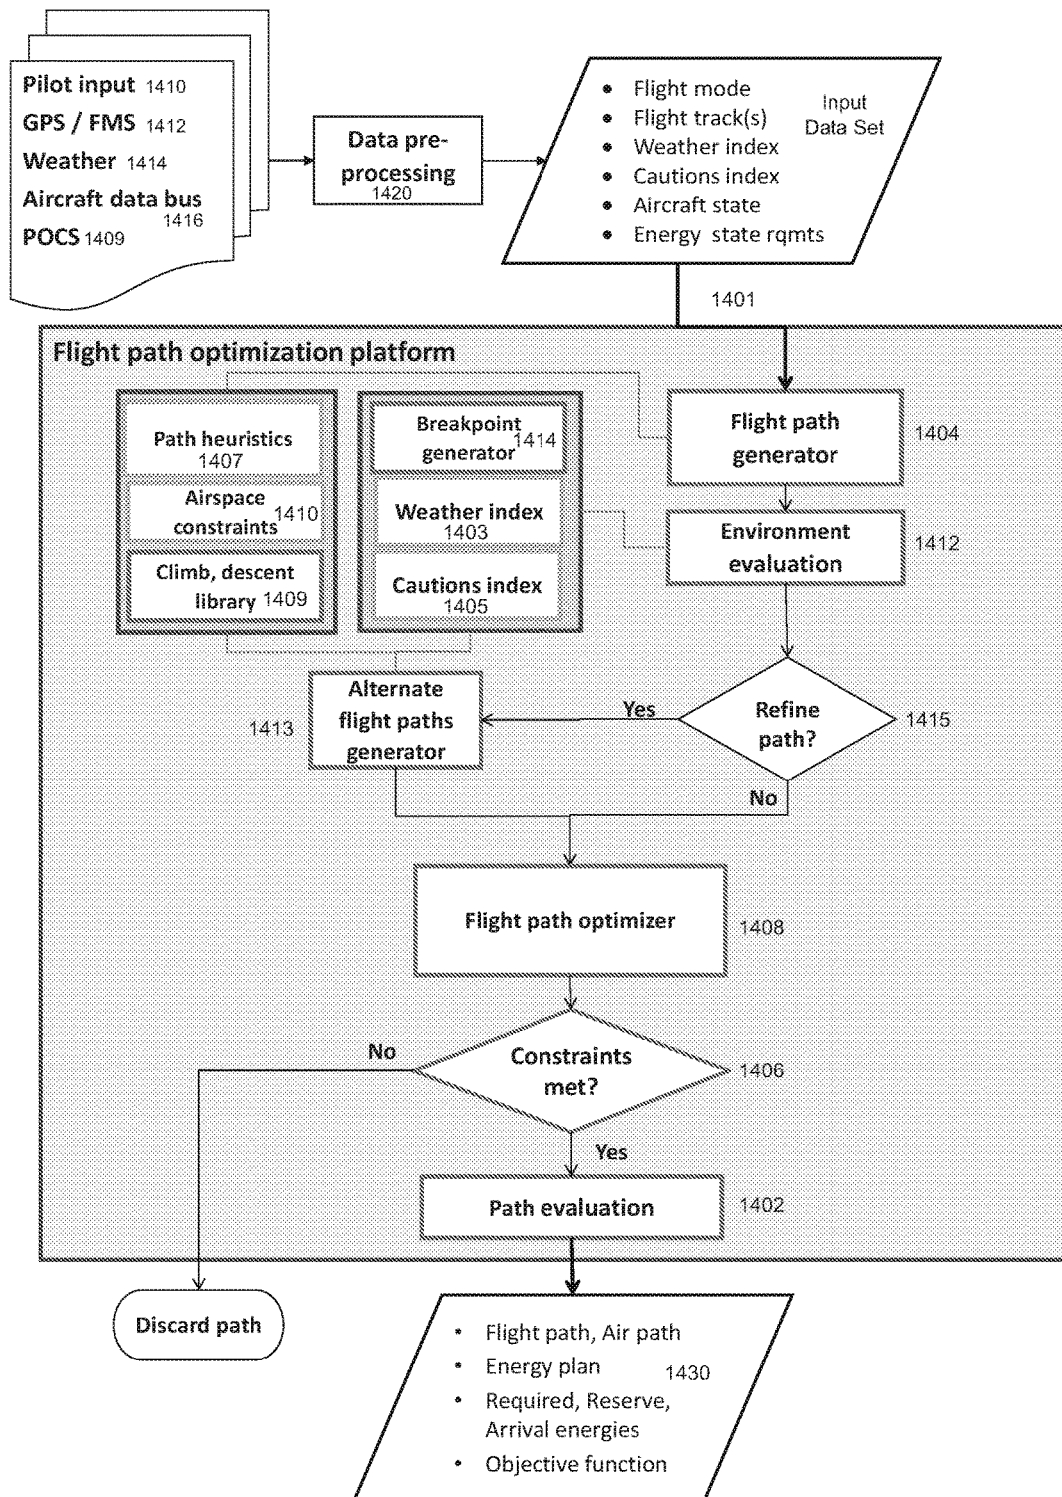 Pilot input 1410
GPS / FMS 1412
Weather 1414
Aircraft data bus
1416
POCS 1409
Data pre-
processing
1420
• Flight mode
• Flight track(s)
• Weather index
• Cautions index
• Aircraft state
• Energy state rqmts
Input
Data Set
1401
Flight path optimization platform
Path heuristics
1407
Airspace
constraints 1410
Climb, descent
library 1409
Breakpoint
generator 1414
Weather index
1403
Cautions index
1405
Flight path
generator
1404
Environment
evaluation
1412
Alternate
flight paths
generator
1413
Yes
Refine
path?
1415
No
Flight path optimizer
1408
No
Constraints
met?
1406
Yes
Path evaluation
1402
Discard path
• Flight path, Air path
• Energy plan
1430
• Required, Reserve,
Arrival energies
• Objective function